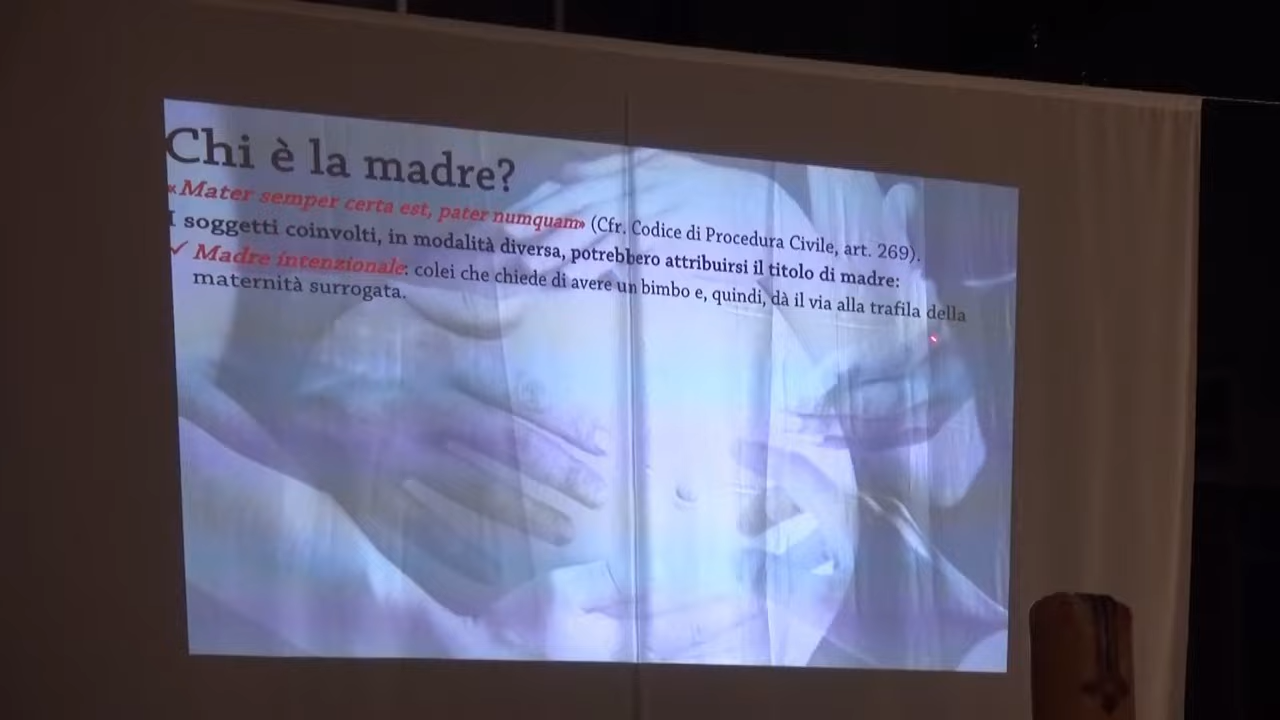 Chi è la madre?
«Mater semper certa est, pater numquam» (Cfr. Codice di Procedura Civile, art. 269).
I soggetti coinvolti, in modalità diversa, potrebbero attribuirsi il titolo di madre:
✓ Madre intenzionale: colei che chiede di avere un bimbo e, quindi, dà il via alla trafila della
maternità surrogata.